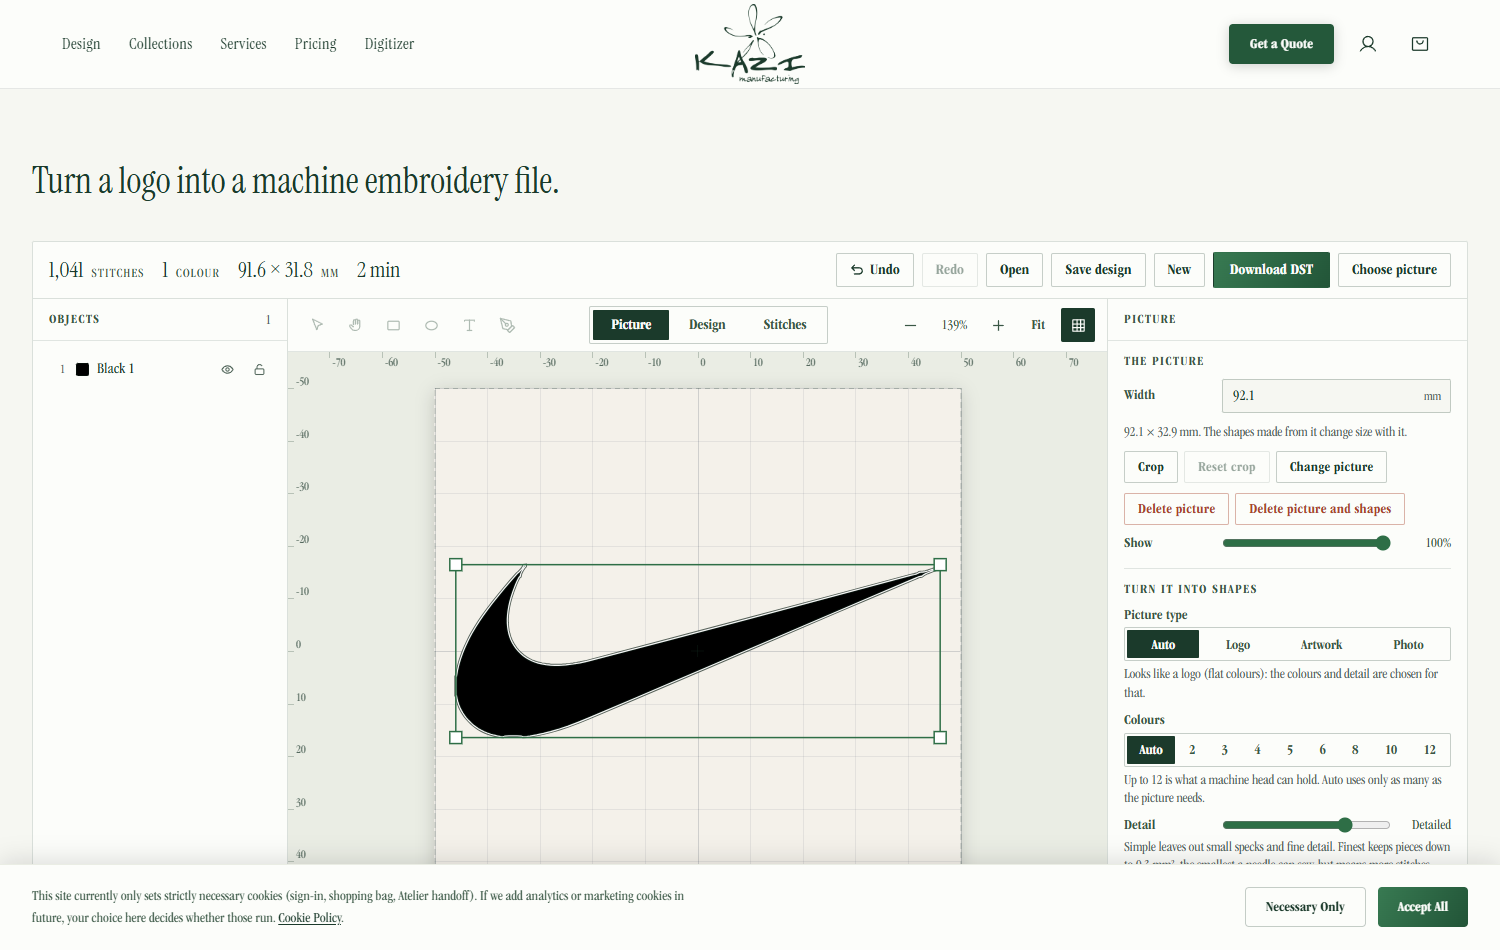 Design Collections Services Pricing Digitizer
KAZI
manufacturing
Get a Quote
Turn a logo into a machine embroidery file.
1,041 STITCHES 1 COLOUR 91.6 × 31.8 MM 2 min
Undo Redo Open Save design New Download DST Choose picture
OBJECTS 1
1 Black 1
Picture Design Stitches
139% Fit
-70 -60 -50 -40 -30 -20 -10 0 10 20 30 40 50 60 70
-50
-40
-30
-20
-10
0
10
20
30
40
PICTURE
THE PICTURE
Width 92.1 mm
92.1 × 32.9 mm. The shapes made from it change size with it.
Crop Reset crop Change picture
Delete picture Delete picture and shapes
Show 100%
TURN IT INTO SHAPES
Picture type
Auto Logo Artwork Photo
Looks like a logo (flat colours): the colours and detail are chosen for
that.
Colours
Auto 2 3 4 5 6 8 10 12
Up to 12 is what a machine head can hold. Auto uses only as many as
the picture needs.
Detail Detailed
Simple leaves out small specks and fine detail. Finest keeps pieces down
This site currently only sets strictly necessary cookies (sign-in, shopping bag, Atelier handoff). If we add analytics or marketing cookies in
future, your choice here decides whether those run. Cookie Policy.
Necessary Only Accept All